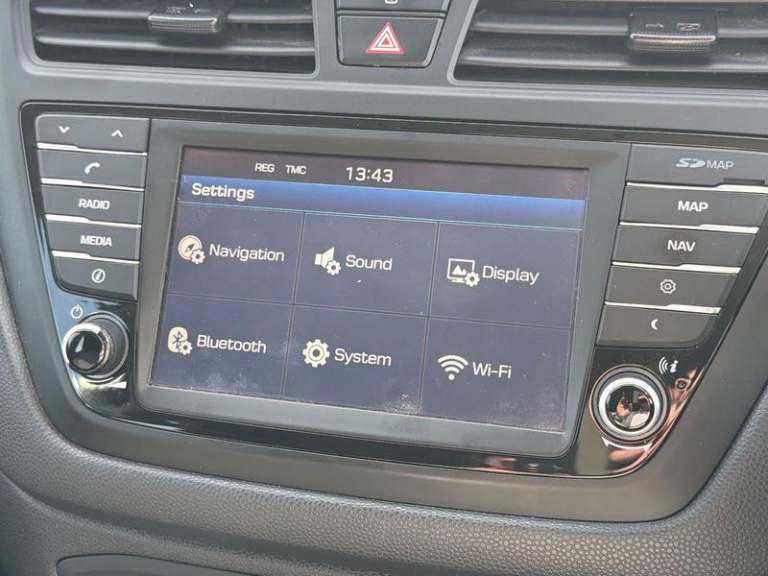 REG TMC 13:43
Settings
Navigation
Sound
Display
Bluetooth
System
Wi-Fi
RADIO
MEDIA
SD MAP
MAP
NAV